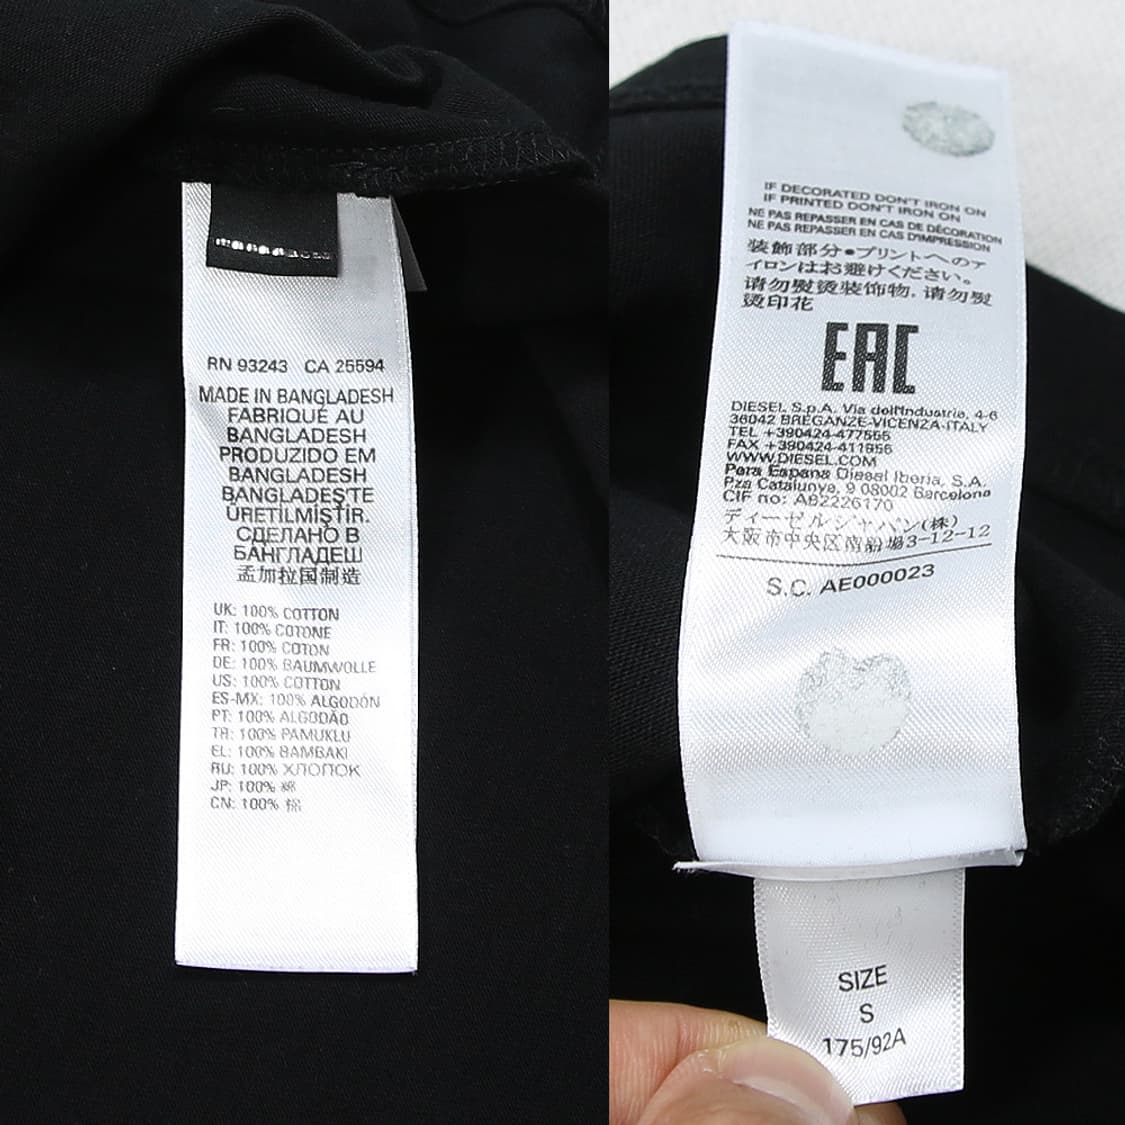 RN 93243 CA 25594
MADE IN BANGLADESH
FABRIQUÉ AU
BANGLADESH
PRODUZIDO EM
BANGLADESH
BANGLADEŞ'TE
ÜRETİLMİŞTİR.
СДЕЛАНО В
БАНГЛАДЕШ
孟加拉国制造
UK: 100% COTTON
IT: 100% COTONE
FR: 100% COTON
DE: 100% BAUMWOLLE
US: 100% COTTON
ES-MX: 100% ALGODÓN
PT: 100% ALGODÃO
TR: 100% PAMUKLU
EL: 100% BAMBAKI
RU: 100% ХЛОПОК
JP: 100% 綿
CN: 100% 棉
IF DECORATED DON'T IRON ON
IF PRINTED DON'T IRON ON
NE PAS REPASSER EN CAS DE DÉCORATION
NE PAS REPASSER EN CAS D'IMPRESSION
装飾部分●プリントへのア
イロンはお避けください。
请勿熨烫装饰物, 请勿熨
烫印花
EAC
DIESEL S.p.A. Via dell'Industria, 4-6
36042 BREGANZE-VICENZA-ITALY
TEL +390424-477555
FAX +390424-411955
WWW.DIESEL.COM
Para Espana Diesel Iberia, S.A.
Pza Catalunya, 9 08002 Barcelona
CIF no: A62226170
ディーゼルジャパン(株)
大阪市中央区南船場3-12-12
S.C. AE000023
SIZE
S
175/92A